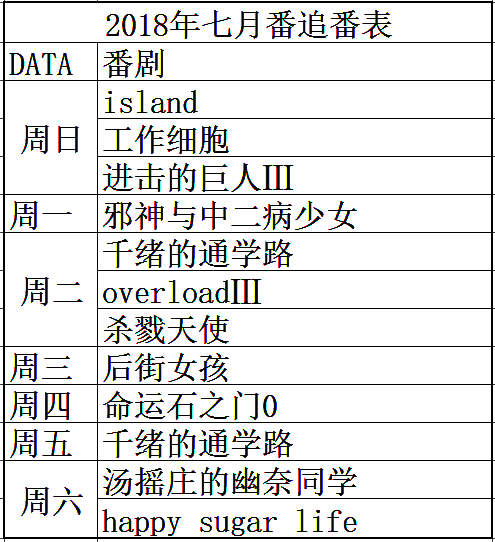 2018年七月番追番表
DATA 番剧
周日
island
工作细胞
进击的巨人Ⅲ
周一 邪神与中二病少女
周二
千绪的通学路
overloadⅢ
杀戮天使
周三 后街女孩
周四 命运石之门0
周五 千绪的通学路
周六
汤摇庄的幽奈同学
happy sugar life